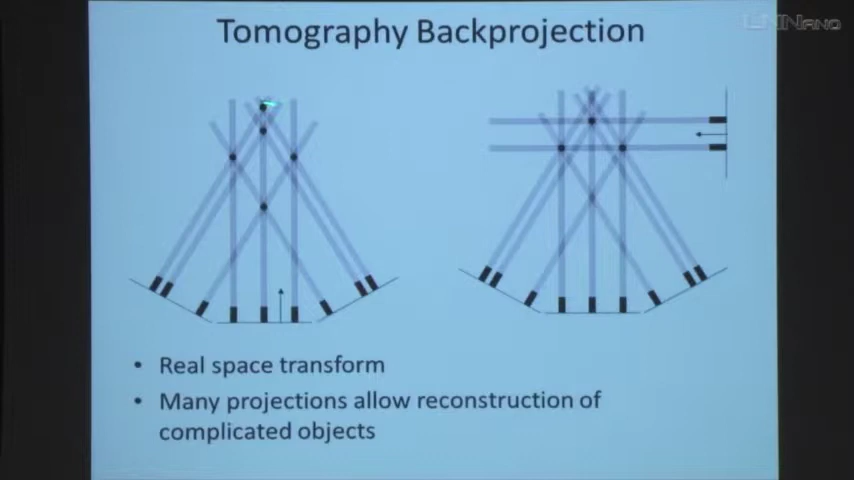 Tomography Backprojection
• Real space transform
• Many projections allow reconstruction of
complicated objects